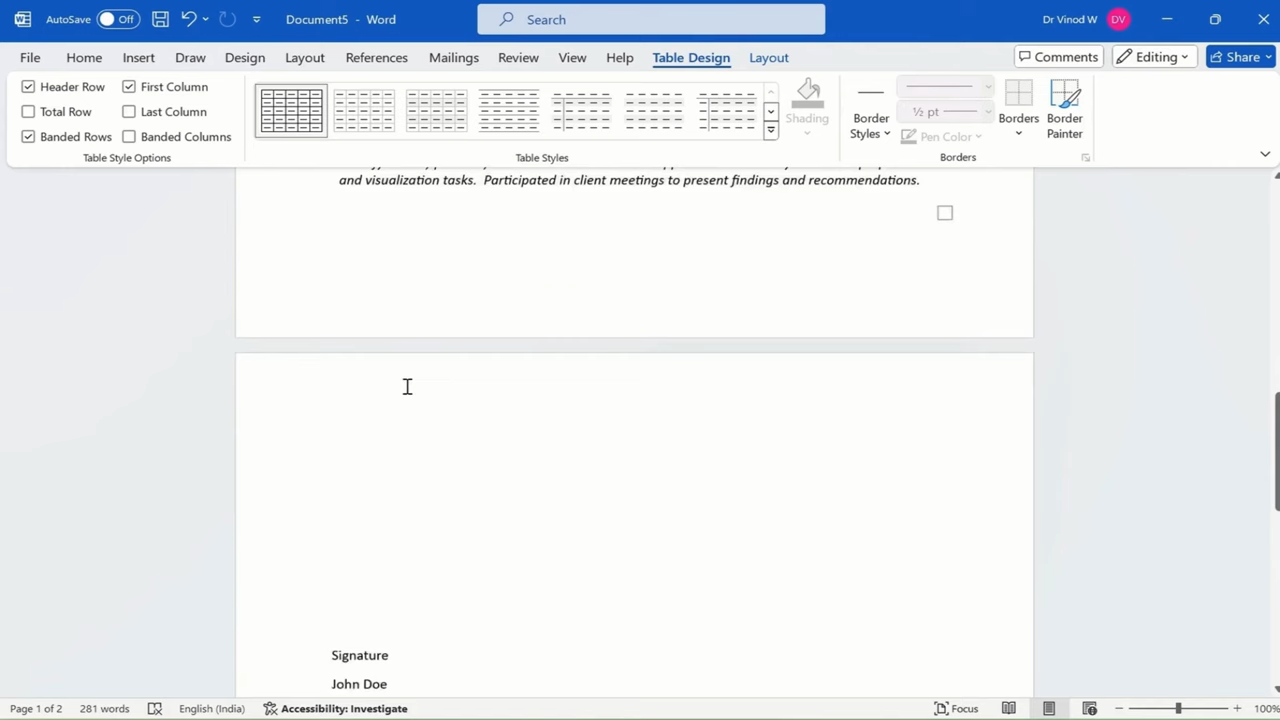 AutoSave Off Document5 - Word Search Dr Vinod W DV
File Home Insert Draw Design Layout References Mailings Review View Help Table Design Layout Comments Editing Share
Header Row First Column
Total Row Last Column
Banded Rows Banded Columns
Table Style Options
Table Styles
Shading
Border Styles
½ pt
Pen Color
Borders
Border Painter
Borders
and visualization tasks. Participated in client meetings to present findings and recommendations.
Signature
John Doe
Page 1 of 2 281 words English (India) Accessibility: Investigate Focus 100%